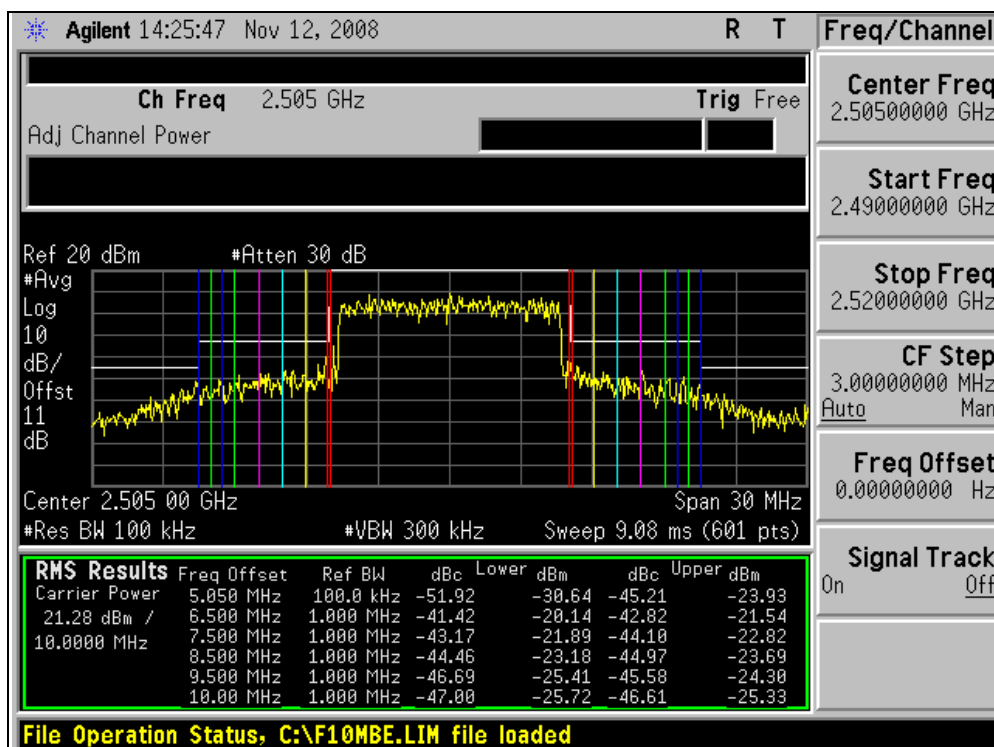 Agilent 14:25:47 Nov 12, 2008 R T
Ch Freq 2.505 GHz Trig Free
Adj Channel Power
Ref 20 dBm #Atten 30 dB
#Avg
Log
10
dB/
Offst
11
dB
Center 2.505 00 GHz Span 30 MHz
#Res BW 100 kHz #VBW 300 kHz Sweep 9.08 ms (601 pts)
RMS Results Freq Offset Ref BW dBc Lower dBm dBc Upper dBm
Carrier Power 5.050 MHz 100.0 kHz -51.92 -30.64 -45.21 -23.93
21.28 dBm / 6.500 MHz 1.000 MHz -41.42 -20.14 -42.82 -21.54
10.0000 MHz 7.500 MHz 1.000 MHz -43.17 -21.89 -44.10 -22.82
8.500 MHz 1.000 MHz -44.46 -23.18 -44.97 -23.69
9.500 MHz 1.000 MHz -46.69 -25.41 -45.58 -24.30
10.00 MHz 1.000 MHz -47.00 -25.72 -46.61 -25.33
File Operation Status, C:\F10MBE.LIM file loaded
Freq/Channel
Center Freq
2.50500000 GHz
Start Freq
2.49000000 GHz
Stop Freq
2.52000000 GHz
CF Step
3.00000000 MHz
Auto Man
Freq Offset
0.00000000 Hz
Signal Track
On Off